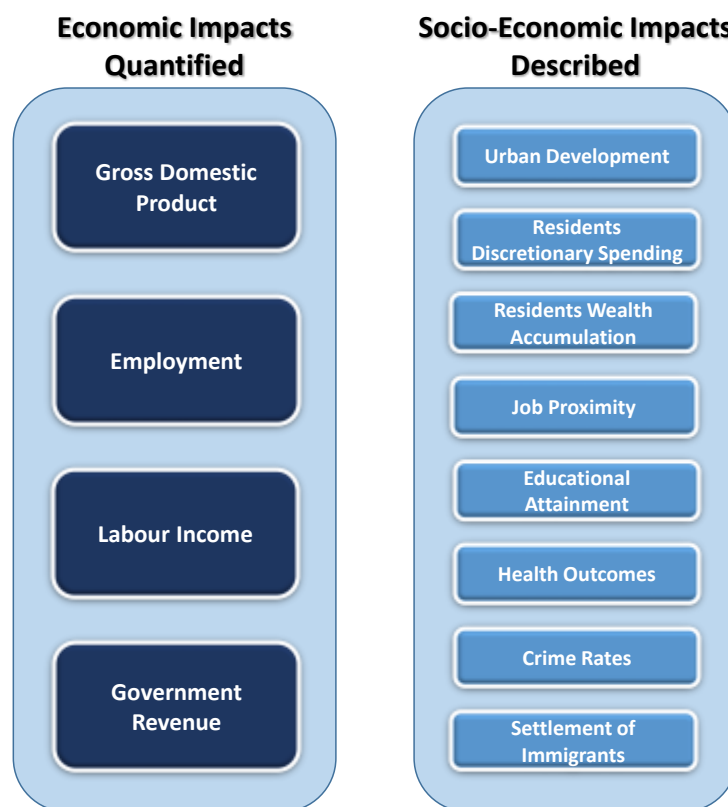 Economic Impacts
Quantified
Gross Domestic
Product
Employment
Labour Income
Government
Revenue
Socio-Economic Impacts
Described
Urban Development
Residents
Discretionary Spending
Residents Wealth
Accumulation
Job Proximity
Educational
Attainment
Health Outcomes
Crime Rates
Settlement of
Immigrants